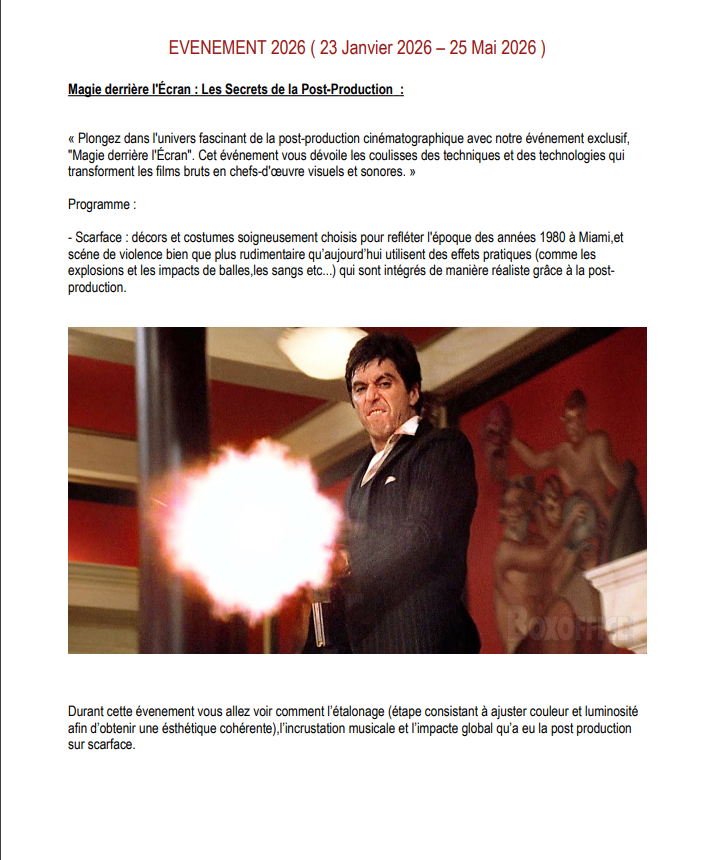 EVENEMENT 2026 ( 23 Janvier 2026 – 25 Mai 2026 )
Magie derrière l'Écran : Les Secrets de la Post-Production :
« Plongez dans l'univers fascinant de la post-production cinématographique avec notre événement exclusif,
"Magie derrière l'Écran". Cet événement vous dévoile les coulisses des techniques et des technologies qui
transforment les films bruts en chefs-d'œuvre visuels et sonores. »
Programme :
- Scarface : décors et costumes soigneusement choisis pour refléter l'époque des années 1980 à Miami,et
scéne de violence bien que plus rudimentaire qu’aujourd’hui utilisent des effets pratiques (comme les
explosions et les impacts de balles,les sangs etc...) qui sont intégrés de manière réaliste grâce à la post-
production.
BOXOFFICE
Durant cette évenement vous allez voir comment l’étalonage (étape consistant à ajuster couleur et luminosité
afin d’obtenir une ésthétique cohérente),l’incrustation musicale et l’impacte global qu’a eu la post production
sur scarface.